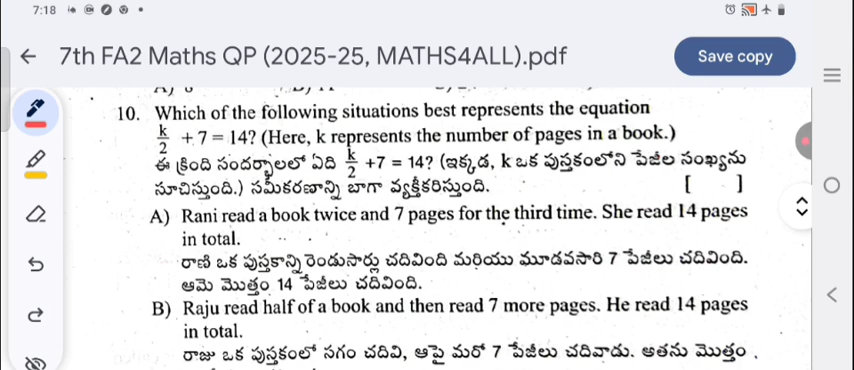 7:18
7th FA2 Maths QP (2025-25, MATHS4ALL).pdf
Save copy
10. Which of the following situations best represents the equation
k/2 + 7 = 14? (Here, k represents the number of pages in a book.)
ఈ క్రింది సందర్భాలలో ఏది k/2 +7 = 14? (ఇక్కడ, k ఒక పుస్తకంలోని పేజీల సంఖ్యను
సూచిస్తుంది.) సమీకరణాన్ని బాగా వ్యక్తీకరిస్తుంది. [ ]
A) Rani read a book twice and 7 pages for the third time. She read 14 pages
in total.
రాణి ఒక పుస్తకాన్ని రెండుసార్లు చదివింది మరియు మూడవసారి 7 పేజీలు చదివింది.
ఆమె మొత్తం 14 పేజీలు చదివింది.
B) Raju read half of a book and then read 7 more pages. He read 14 pages
in total.
రాజు ఒక పుస్తకంలో సగం చదివి, ఆపై మరో 7 పేజీలు చదివాడు. అతను మొత్తం